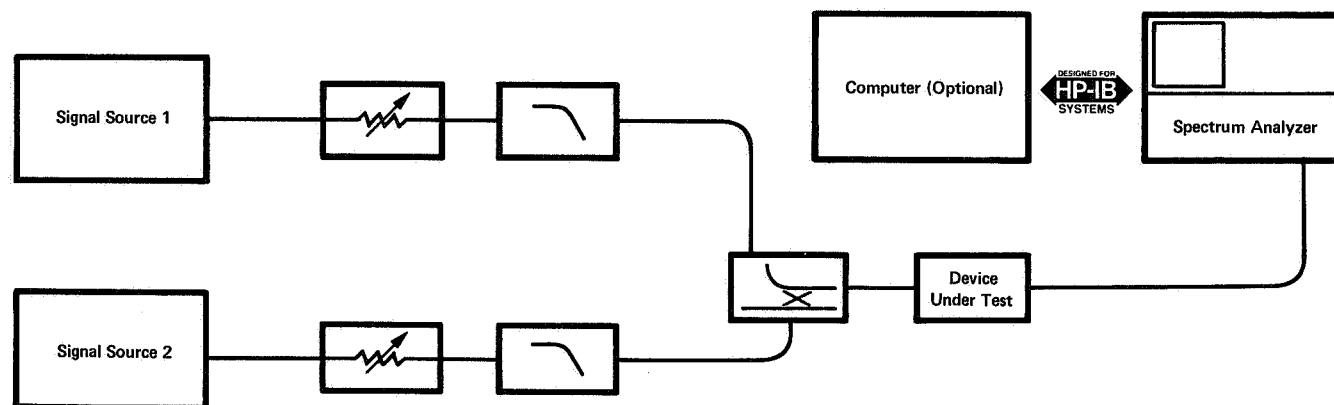 Signal Source 1
Computer (Optional)
DESIGNED FOR
HP-IB
SYSTEMS
Spectrum Analyzer
Device
Under Test
Signal Source 2